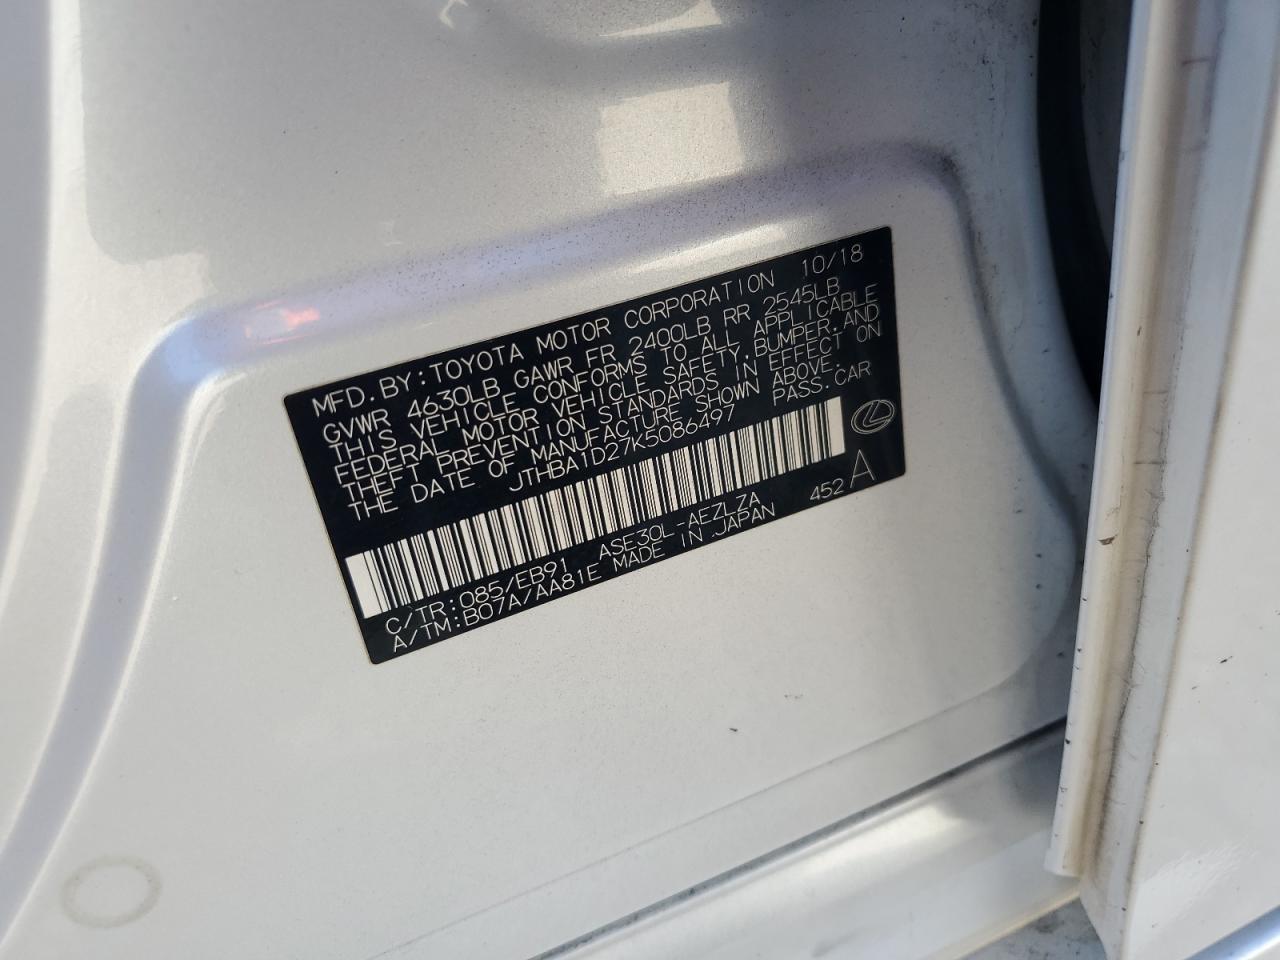 MFD.BY:TOYOTA MOTOR CORPORATION 10/18
GVWR 4630LB GAWR FR 2400LB RR 2545LB
THIS VEHICLE CONFORMS TO ALL APPLICABLE
FEDERAL MOTOR VEHICLE SAFETY,BUMPER,AND
THEFT PREVENTION STANDARDS IN EFFECT ON
THE DATE OF MANUFACTURE SHOWN ABOVE.
JTHBA1D27K5086497 PASS.CAR
C/TR:085/EB91 ASE30L-AEZLZA 452 A
A/TM:B07A/AA81E MADE IN JAPAN